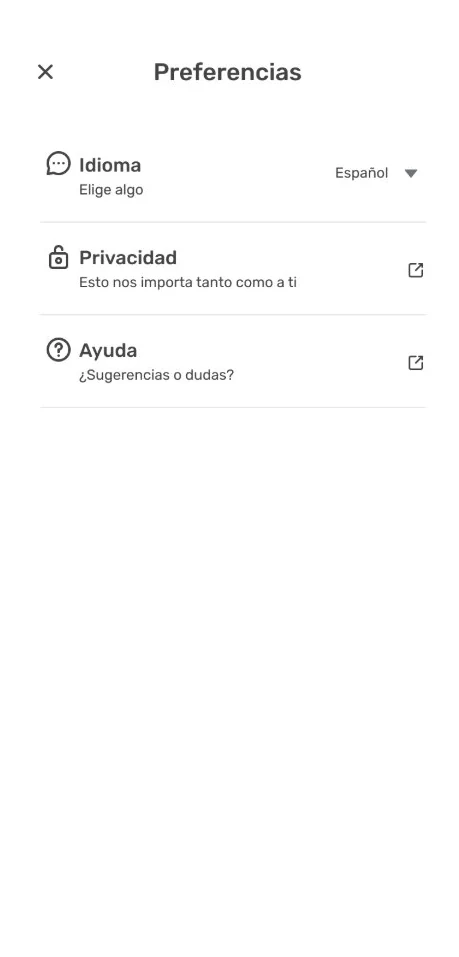 Preferencias
Idioma
Elige algo
Español
Privacidad
Esto nos importa tanto como a ti
Ayuda
¿Sugerencias o dudas?